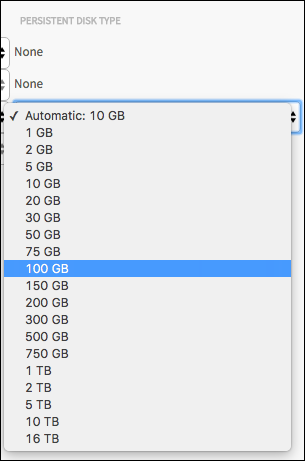 PERSISTENT DISK TYPE
None
None
✓ Automatic: 10 GB
1 GB
2 GB
5 GB
10 GB
20 GB
30 GB
50 GB
75 GB
100 GB
150 GB
200 GB
300 GB
500 GB
750 GB
1 TB
2 TB
5 TB
10 TB
16 TB